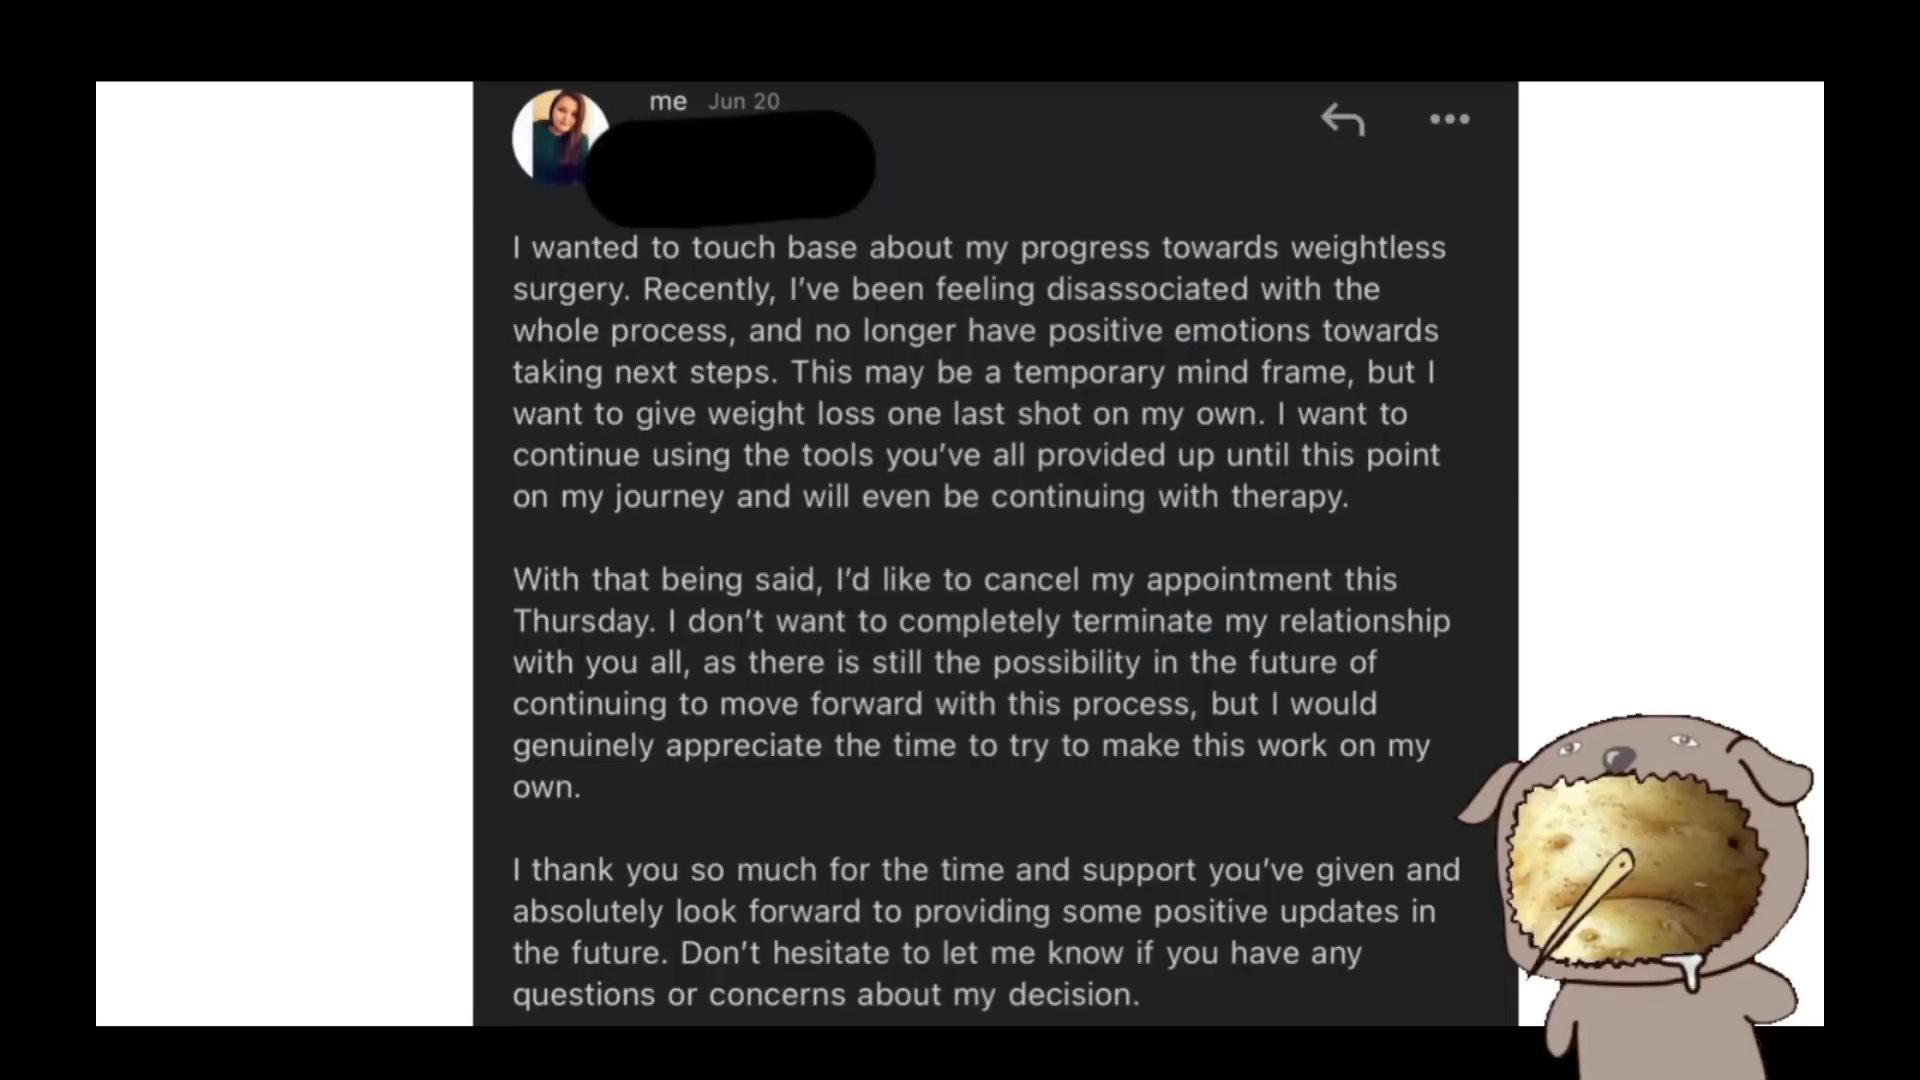 me Jun 20
I wanted to touch base about my progress towards weightless
surgery. Recently, I've been feeling disassociated with the
whole process, and no longer have positive emotions towards
taking next steps. This may be a temporary mind frame, but I
want to give weight loss one last shot on my own. I want to
continue using the tools you've all provided up until this point
on my journey and will even be continuing with therapy.
With that being said, I'd like to cancel my appointment this
Thursday. I don't want to completely terminate my relationship
with you all, as there is still the possibility in the future of
continuing to move forward with this process, but I would
genuinely appreciate the time to try to make this work on my
own.
I thank you so much for the time and support you've given and
absolutely look forward to providing some positive updates in
the future. Don't hesitate to let me know if you have any
questions or concerns about my decision.